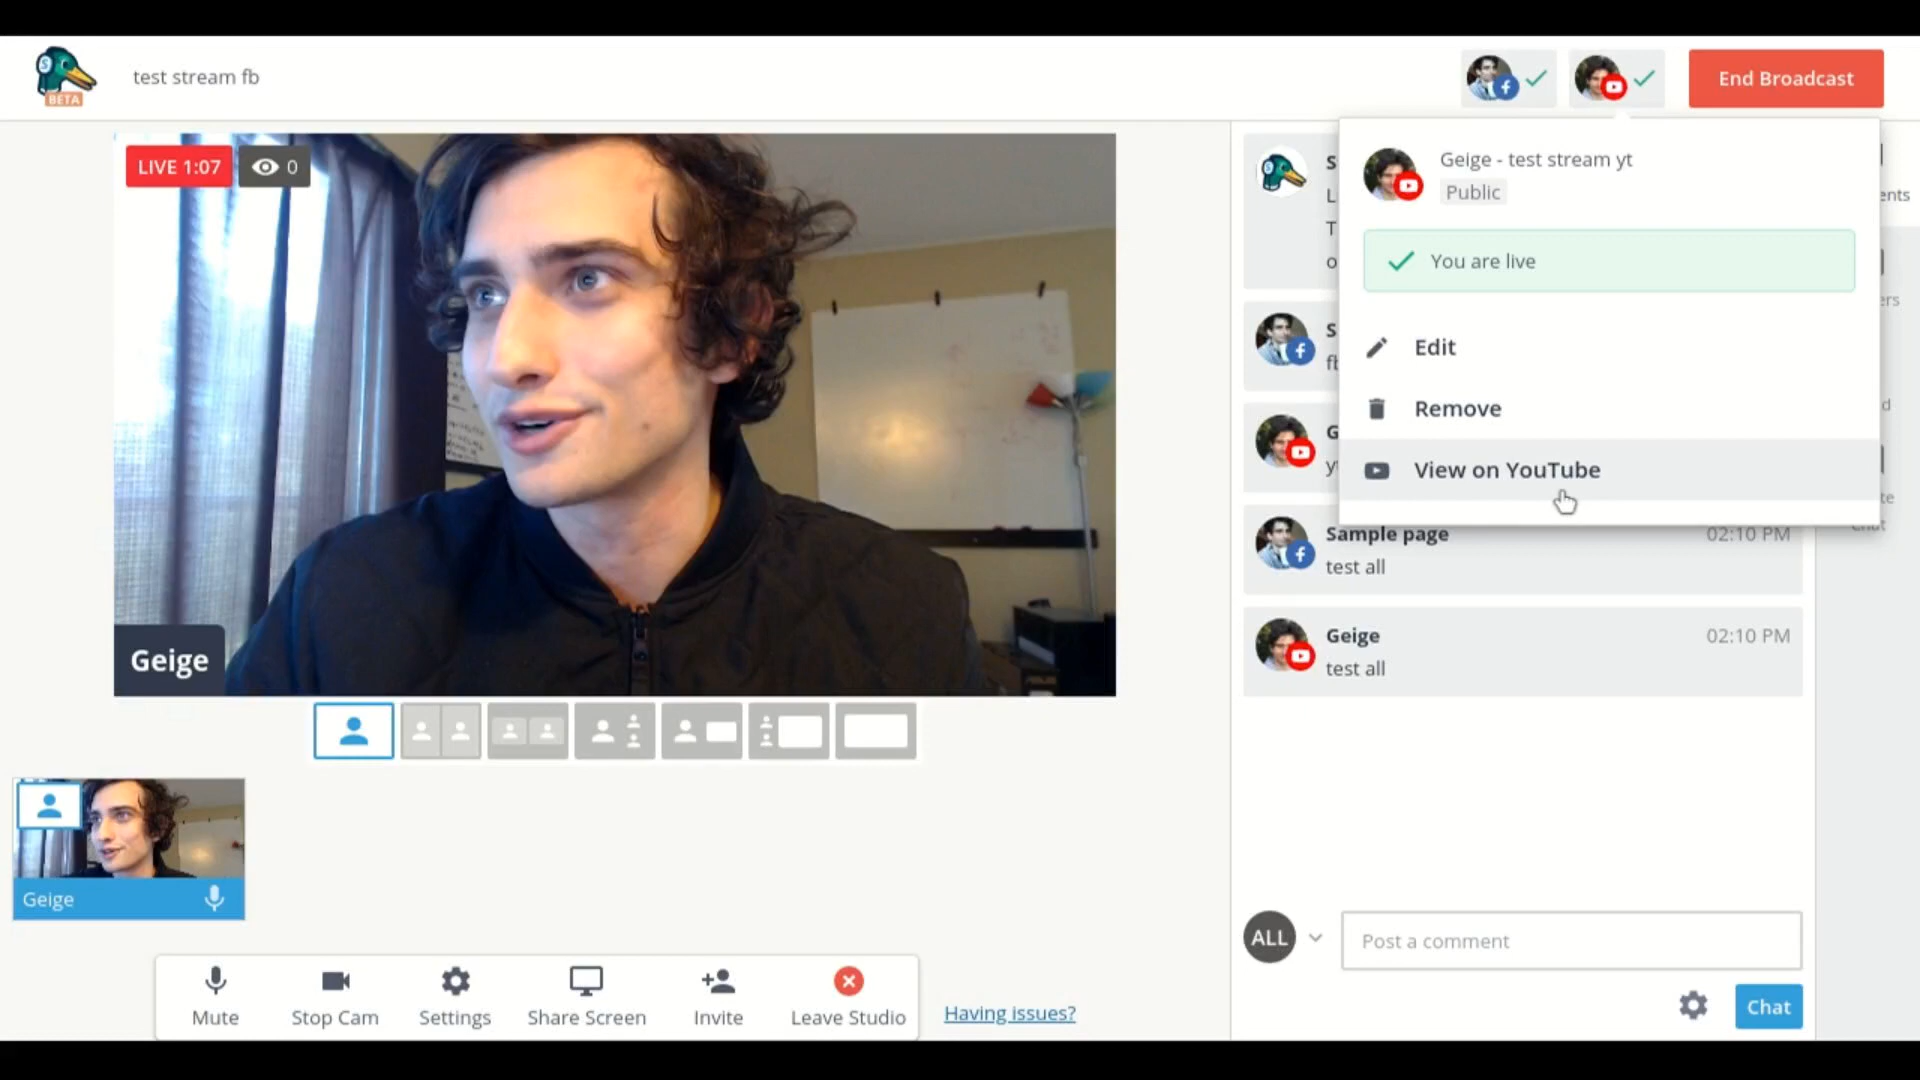 BETA
test stream fb
End Broadcast
LIVE 1:07
0
Geige - test stream yt
Public
You are live
Edit
Remove
View on YouTube
Sample page
02:10 PM
test all
Geige
02:10 PM
test all
Geige
Geige
ALL
Post a comment
Chat
Mute
Stop Cam
Settings
Share Screen
Invite
Leave Studio
Having issues?